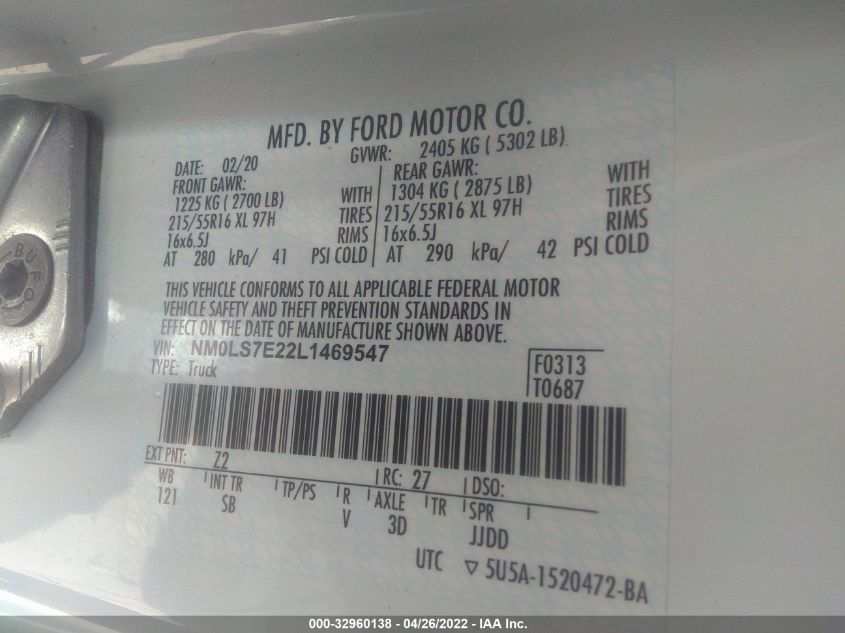 MFD. BY FORD MOTOR CO.
DATE: 02/20 GVWR: 2405 KG ( 5302 LB)
FRONT GAWR: REAR GAWR: WITH
1225 KG ( 2700 LB) WITH 1304 KG ( 2875 LB) TIRES
215/55R16 XL 97H TIRES 215/55R16 XL 97H RIMS
16x6.5J RIMS 16x6.5J
AT 280 kPa/ 41 PSI COLD AT 290 kPa/ 42 PSI COLD
THIS VEHICLE CONFORMS TO ALL APPLICABLE FEDERAL MOTOR
VEHICLE SAFETY AND THEFT PREVENTION STANDARDS IN
EFFECT ON THE DATE OF MANUFACTURE SHOWN ABOVE.
VIN: NM0LS7E22L1469547
TYPE: Truck
F0313
T0687
EXT PNT: Z2 RC: 27 DSO:
WB INT TR TP/PS R AXLE TR SPR
121 SB V 3D JJDD
UTC ▽ 5U5A-1520472-BA
BUFO
000-32960138 - 04/26/2022 - IAA Inc.